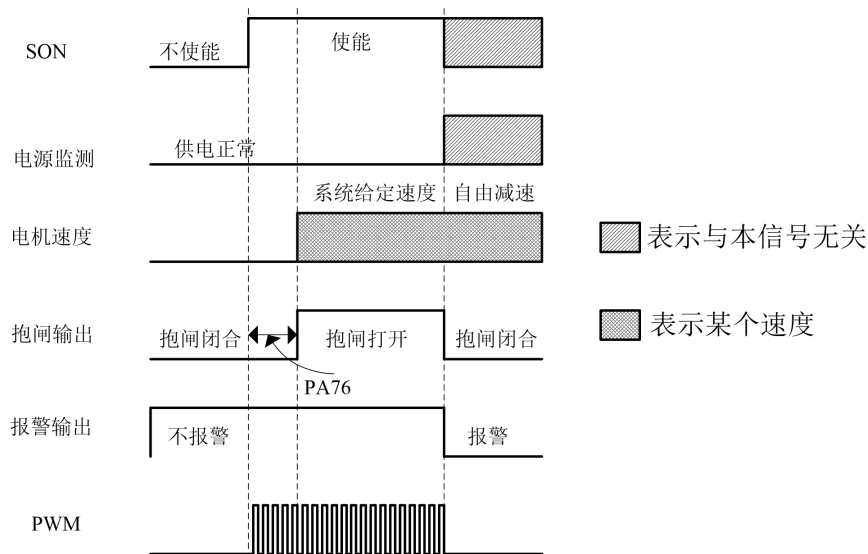 SON
不使能
使能
电源监测
供电正常
系统给定速度
自由减速
电机速度
表示与本信号无关
抱闸输出
抱闸闭合
抱闸打开
抱闸闭合
表示某个速度
PA76
报警输出
不报警
报警
PWM